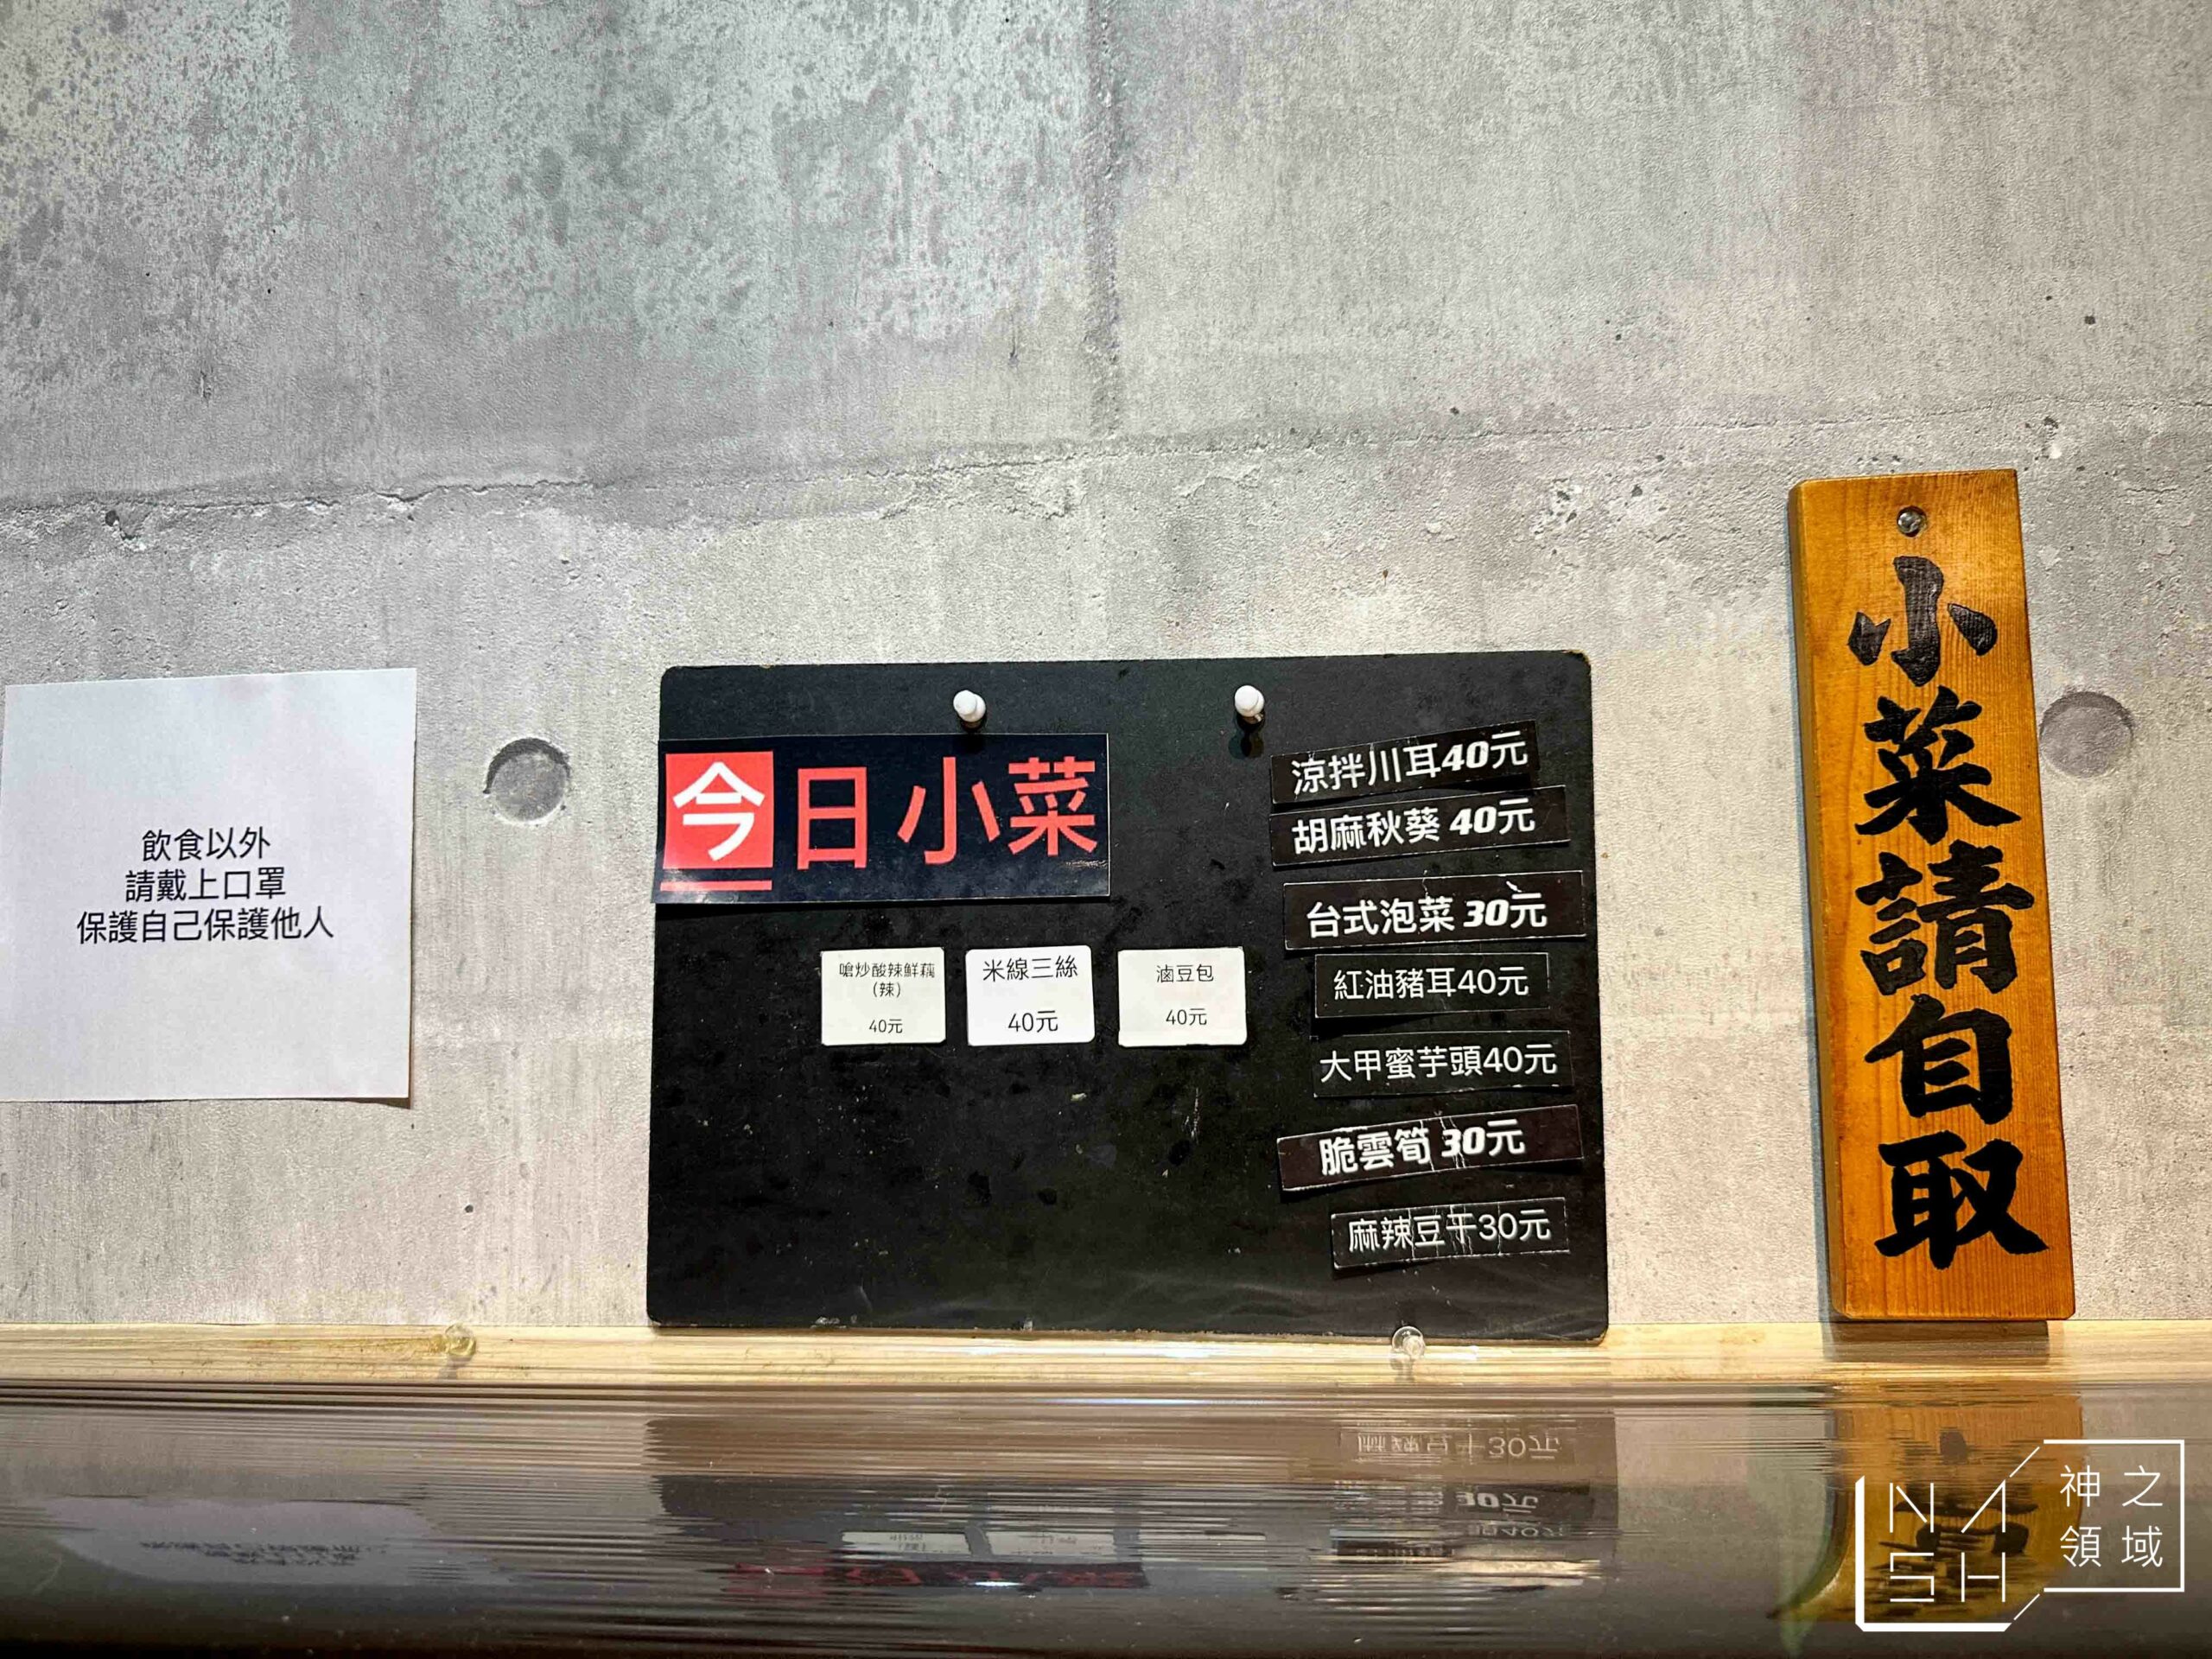 飲食以外
請戴上口罩
保護自己保護他人
今日小菜
嗆炒酸辣鮮藕
(辣)
40元
米線三絲
40元
滷豆包
40元
涼拌川耳40元
胡麻秋葵 40元
台式泡菜 30元
紅油豬耳40元
大甲蜜芋頭40元
脆雲筍 30元
麻辣豆干30元
小菜請自取
NASH
神之
領域